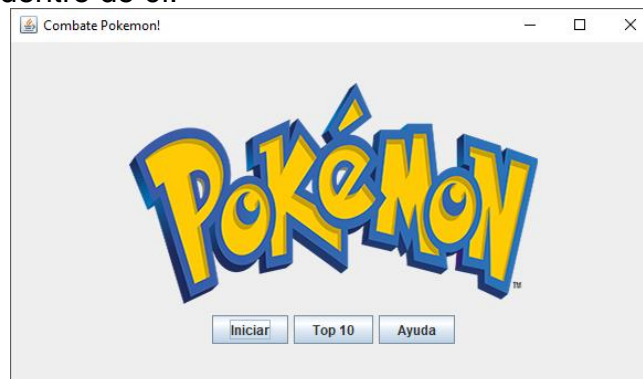 dentro de él.
Combate Pokemon!
POKéMON
TM
Iniciar Top 10 Ayuda